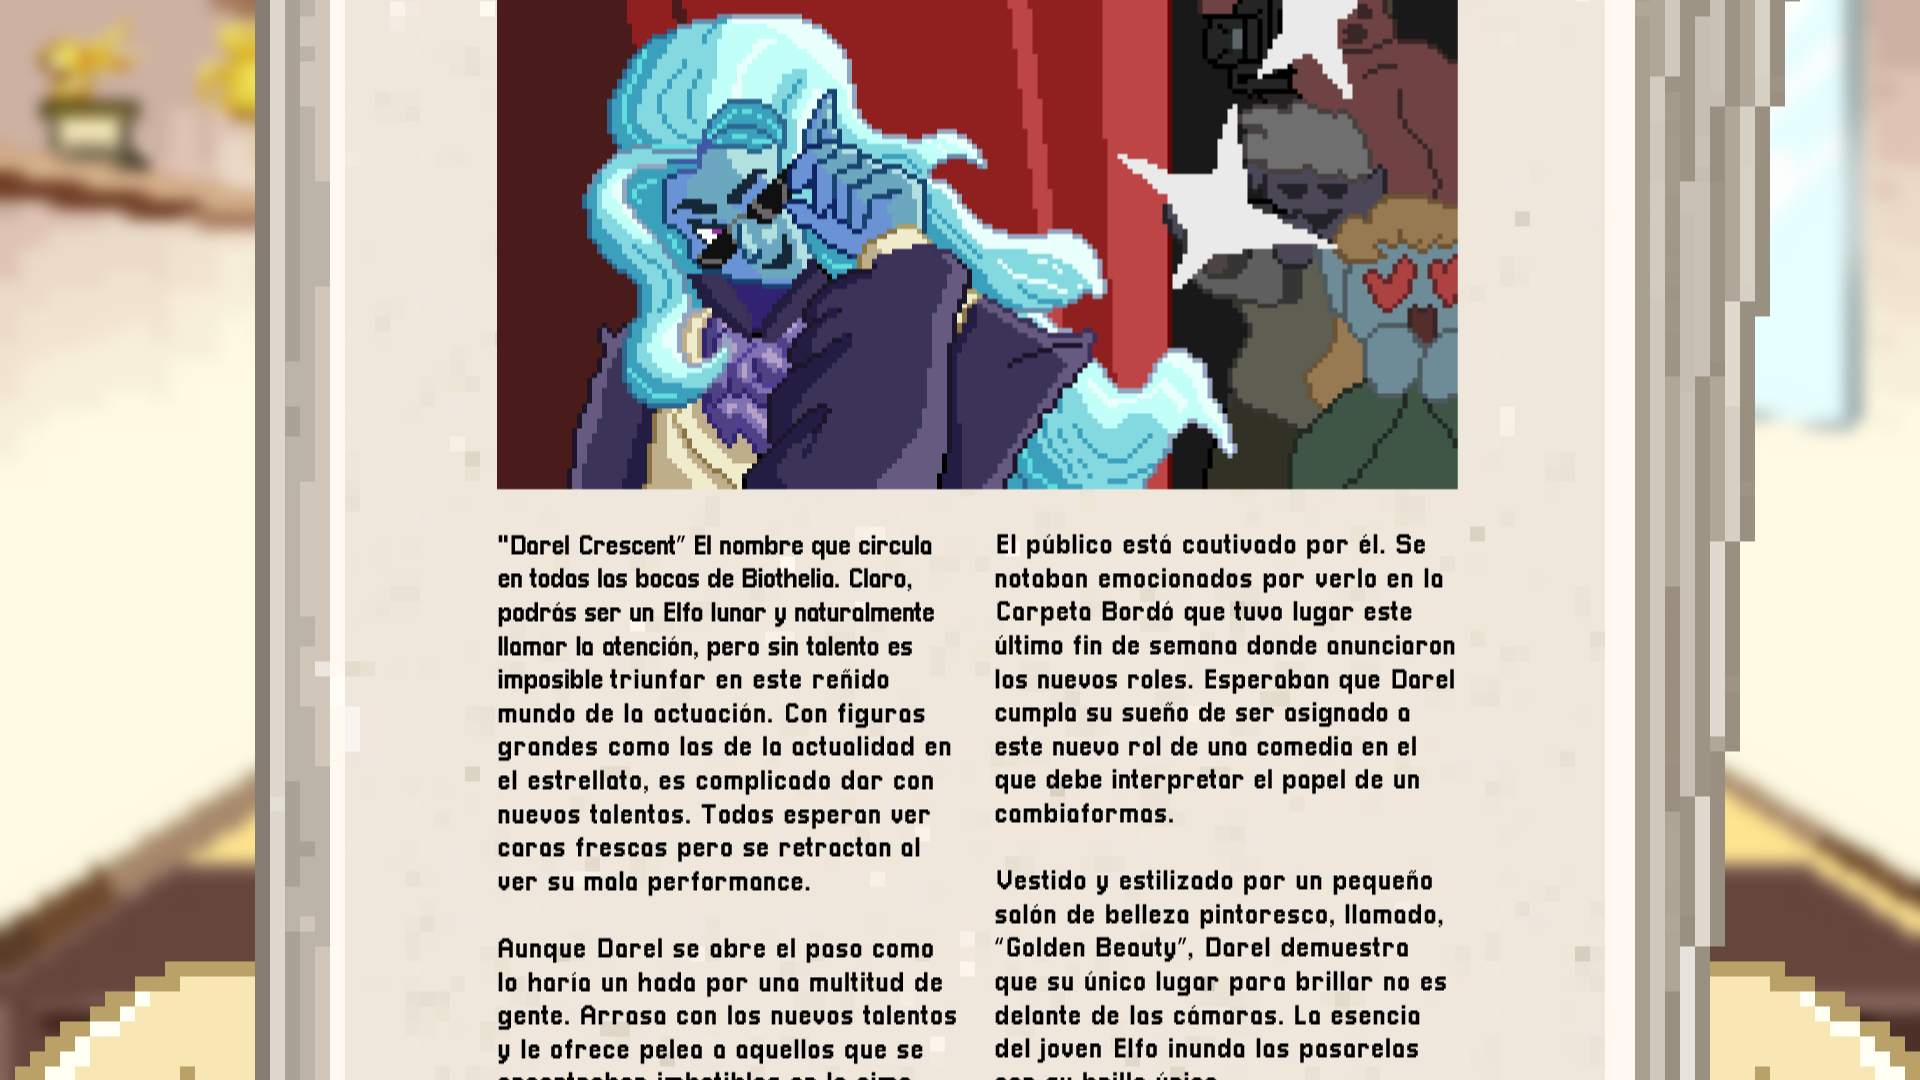 "Darel Crescent” El nombre que circula
en todas las bocas de Biothelia. Claro,
podrás ser un Elfo lunar y naturalmente
llamar la atención, pero sin talento es
imposible triunfar en este reñido
mundo de la actuación. Con figuras
grandes como las de la actualidad en
el estrellato, es complicado dar con
nuevos talentos. Todos esperan ver
caras frescas pero se retractan al
ver su mala performance.
Aunque Darel se abre el paso como
lo haría un hada por una multitud de
gente. Arrasa con los nuevos talentos
y le ofrece pelea a aquellos que se
encontraban imbatibles en la cima.
El público está cautivado por él. Se
notaban emocionados por verlo en la
Carpeta Bordó que tuvo lugar este
último fin de semana donde anunciaron
los nuevos roles. Esperaban que Darel
cumpla su sueño de ser asignado a
este nuevo rol de una comedia en el
que debe interpretar el papel de un
cambiaformas.
Vestido y estilizado por un pequeño
salón de belleza pintoresco, llamado,
“Golden Beauty”, Darel demuestra
que su único lugar para brillar no es
delante de las cámaras. La esencia
del joven Elfo inunda las pasarelas
con su brillo único.